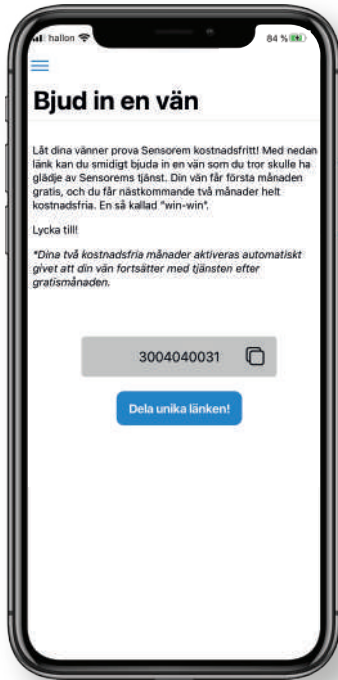 hallon 84 %
Bjud in en vän
Låt dina vänner prova Sensorem kostnadsfritt! Med nedan
länk kan du smidigt bjuda in en vän som du tror skulle ha
glädje av Sensorems tjänst. Din vän får första månaden
gratis, och du får nästkommande två månader helt
kostnadsfria. En så kallad "win-win".
Lycka till!
*Dina två kostnadsfria månader aktiveras automatiskt
givet att din vän fortsätter med tjänsten efter
gratismånaden.
3004040031
Dela unika länken!